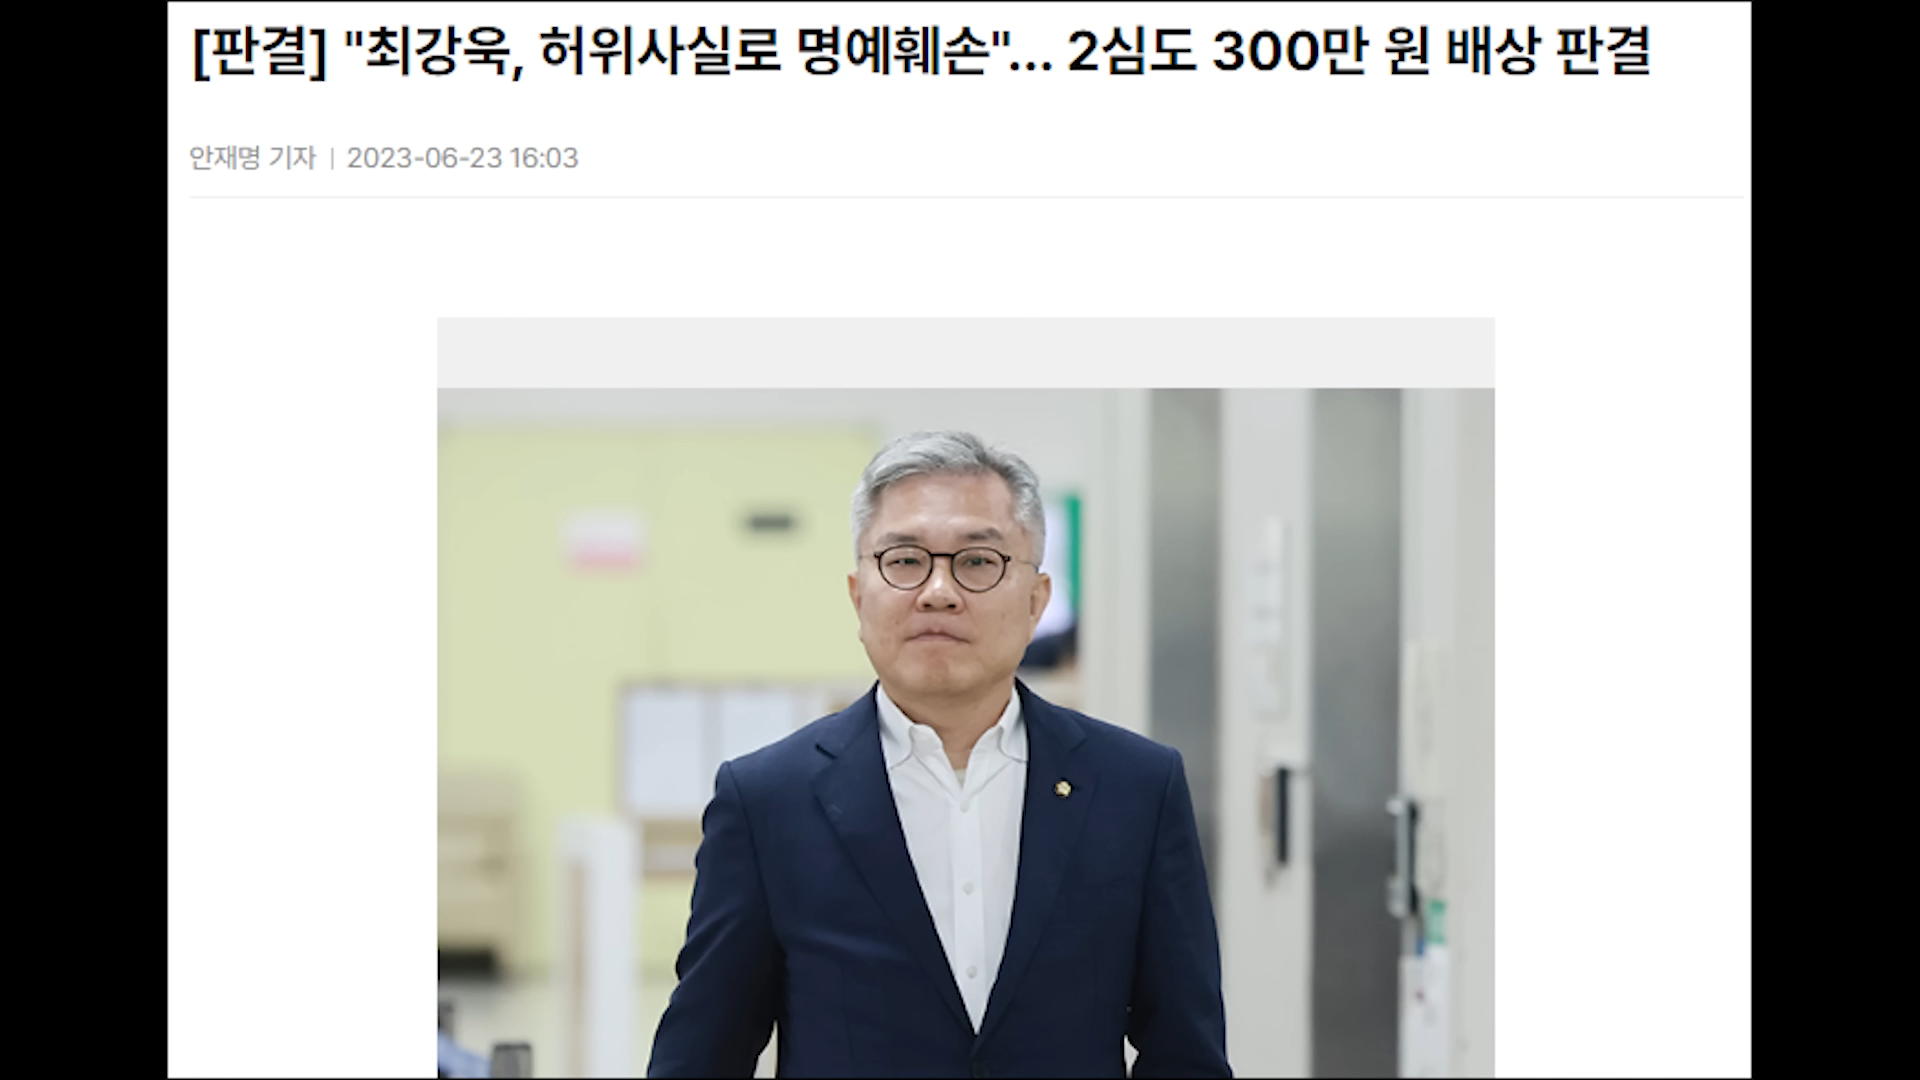 [판결] "최강욱, 허위사실로 명예훼손"... 2심도 300만 원 배상 판결
안재명 기자 | 2023-06-23 16:03